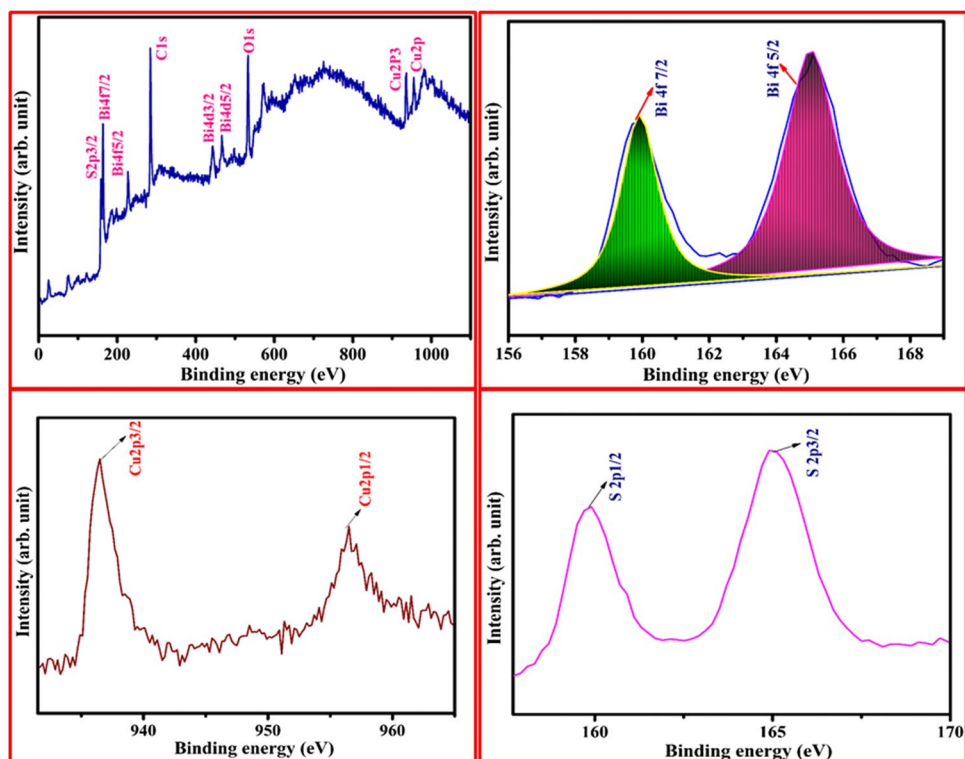 Intensity (arb. unit)
S2p3/2
Bi4f7/2
Bi4f5/2
C1s
Bi4d3/2
Bi4d5/2
O1s
Cu2P3
Cu2p
0 200 400 600 800 1000
Binding energy (eV)
Intensity (arb. unit)
Bi 4f 7/2
Bi 4f 5/2
156 158 160 162 164 166 168
Binding energy (eV)
Intensity (arb. unit)
Cu2p3/2
Cu2p1/2
940 950 960
Binding energy (eV)
Intensity (arb. unit)
S 2p1/2
S 2p3/2
160 165 170
Binding energy (eV)